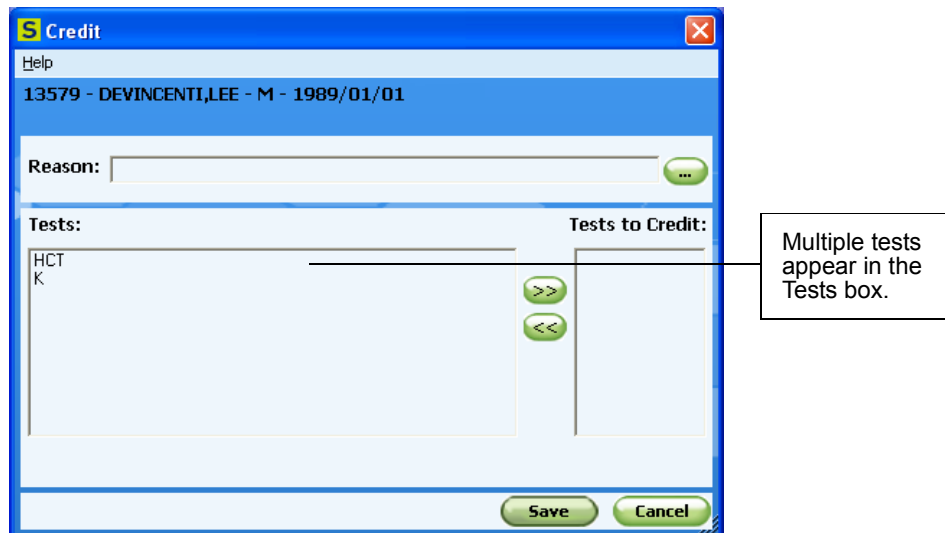 S Credit
Help
13579 - DEVINCENTI,LEE - M - 1989/01/01
Reason:
...
Tests:
Tests to Credit:
HCT
K
>>
<<
Multiple tests
appear in the
Tests box.
Save
Cancel